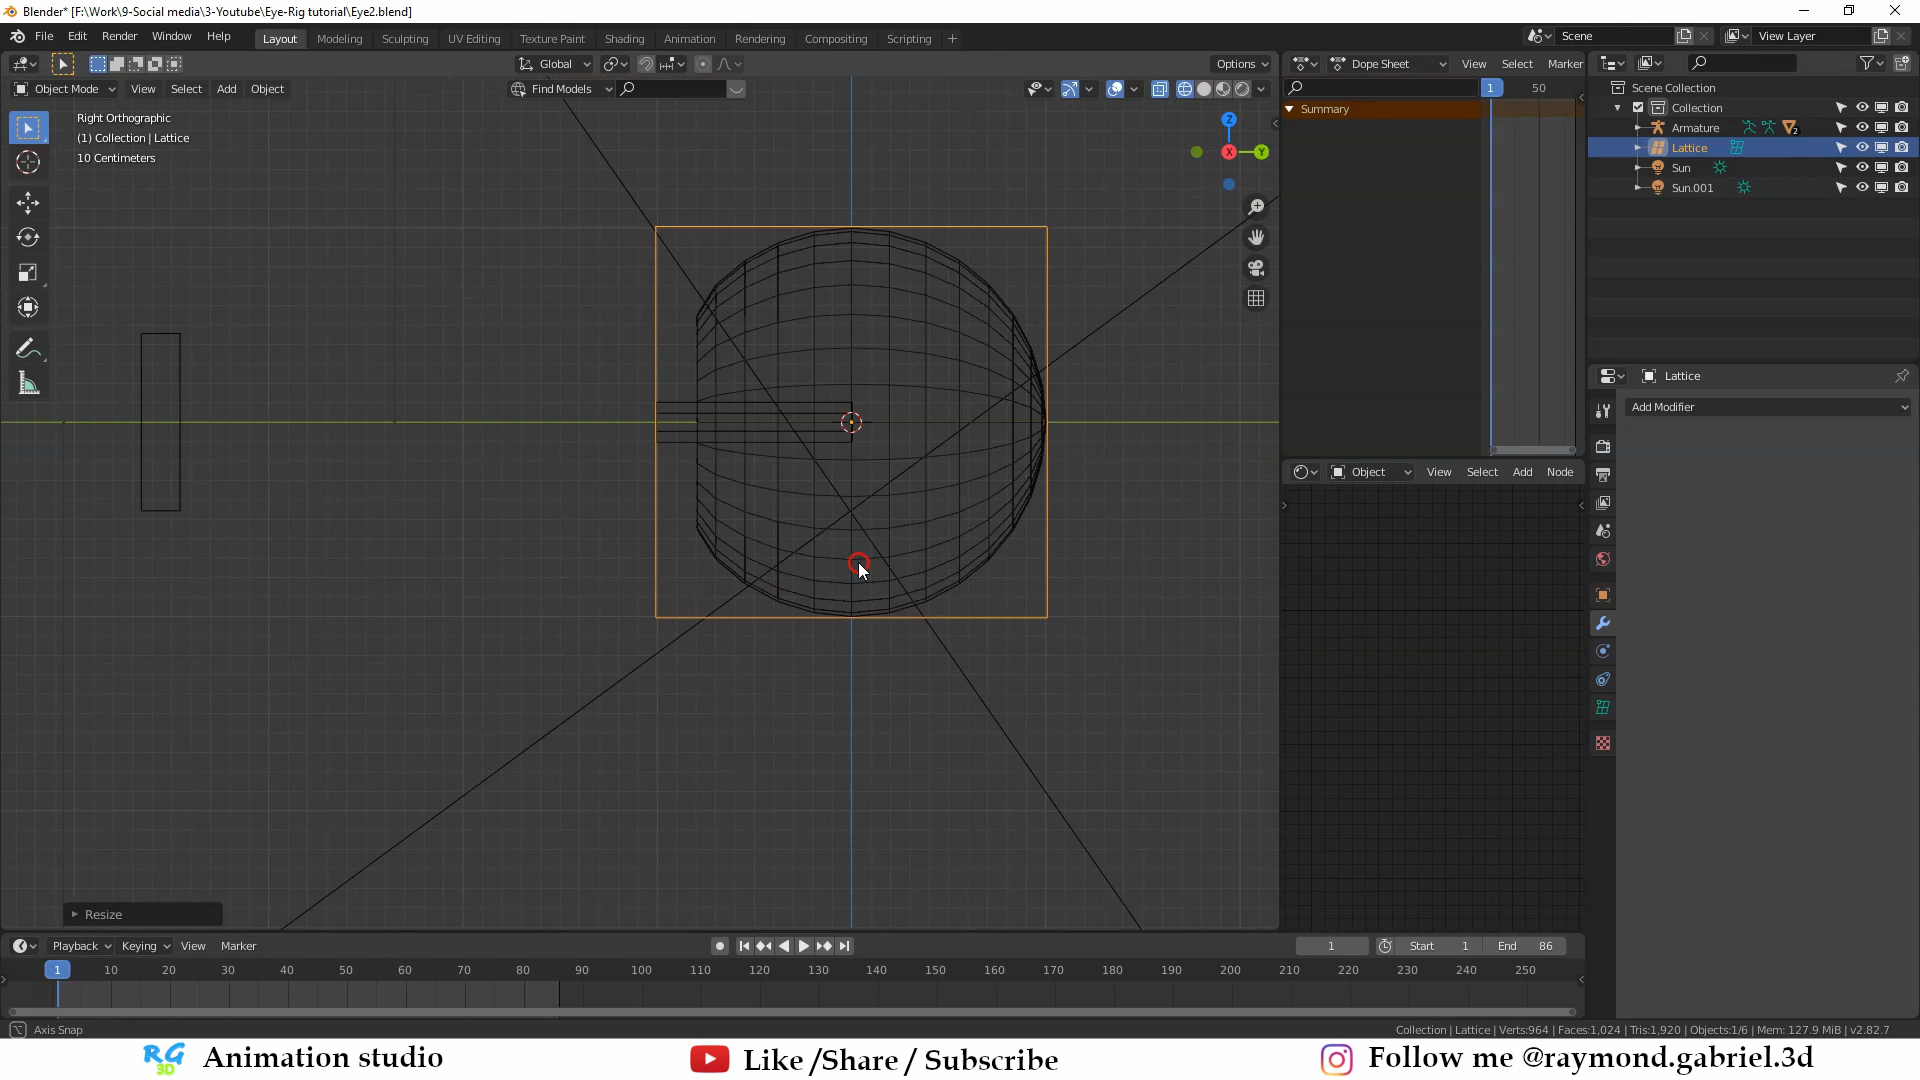 Blender* [F:\Work\9-Social media\3-Youtube\Eye-Rig tutorial\Eye2.blend]
File Edit Render Window Help Layout Modeling Sculpting UV Editing Texture Paint Shading Animation Rendering Compositing Scripting + Scene View Layer
Global Options Dope Sheet View Select Marker
Object Mode View Select Add Object Find Models 1 50
Right Orthographic
(1) Collection | Lattice
10 Centimeters
Summary
Z
X
Y
Scene Collection
Collection
Armature 2
Lattice
Sun
Sun.001
Lattice
Add Modifier
Object View Select Add Node
Resize
Playback Keying View Marker 1 Start 1 End 86
1 10 20 30 40 50 60 70 80 90 100 110 120 130 140 150 160 170 180 190 200 210 220 230 240 250
Axis Snap
Collection | Lattice | Verts:964 | Faces:1,024 | Tris:1,920 | Objects:1/6 | Mem: 127.9 MiB | v2.82.7
RG 3D Animation studio Like /Share / Subscribe Follow me @raymond.gabriel.3d